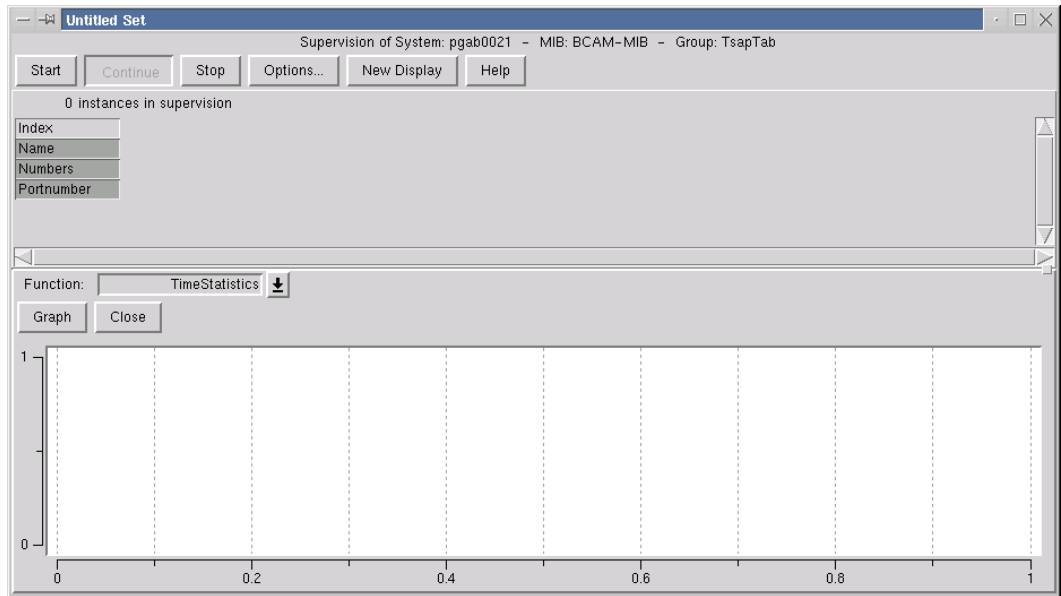 Untitled Set
Supervision of System: pgab0021 - MIB: BCAM-MIB - Group: TsapTab
Start Continue Stop Options... New Display Help
0 instances in supervision
Index
Name
Numbers
Portnumber
Function: TimeStatistics
Graph Close
1
0
0 0.2 0.4 0.6 0.8 1